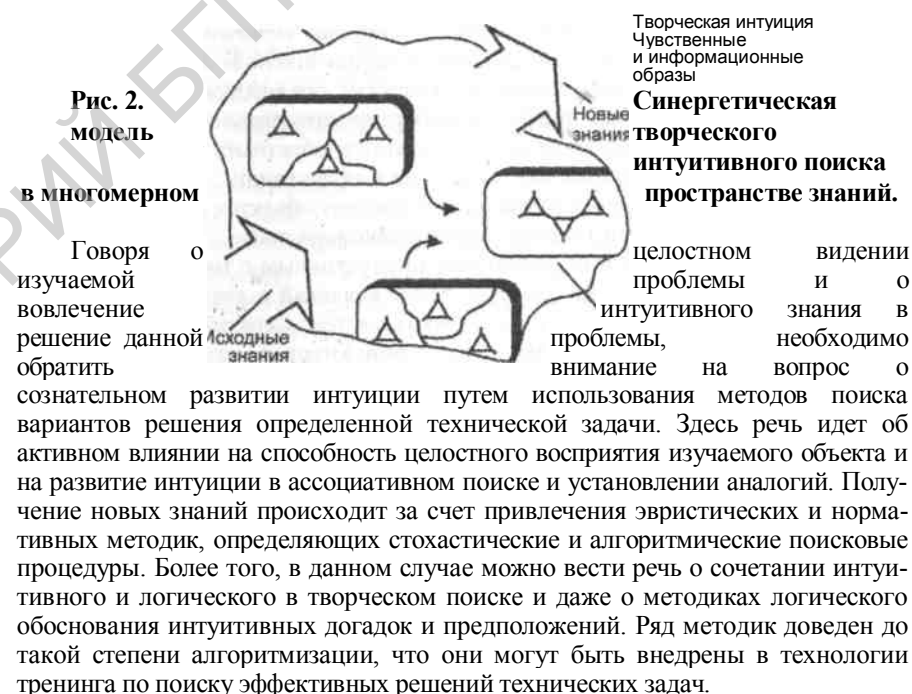 РИЙ БГП
Творческая интуиция
Чувственные
и информационные
образы
Новые
знания
Исходные
знания
Рис. 2. Синергетическая
модель творческого
интуитивного поиска
в многомерном пространстве знаний.
Говоря о целостном видении
изучаемой проблемы и о
вовлечение интуитивного знания в
решение данной проблемы, необходимо
обратить внимание на вопрос о
сознательном развитии интуиции путем использования методов поиска
вариантов решения определенной технической задачи. Здесь речь идет об
активном влиянии на способность целостного восприятия изучаемого объекта и
на развитие интуиции в ассоциативном поиске и установлении аналогий. Полу-
чение новых знаний происходит за счет привлечения эвристических и норма-
тивных методик, определяющих стохастические и алгоритмические поисковые
процедуры. Более того, в данном случае можно вести речь о сочетании интуи-
тивного и логического в творческом поиске и даже о методиках логического
обоснования интуитивных догадок и предположений. Ряд методик доведен до
такой степени алгоритмизации, что они могут быть внедрены в технологии
тренинга по поиску эффективных решений технических задач.